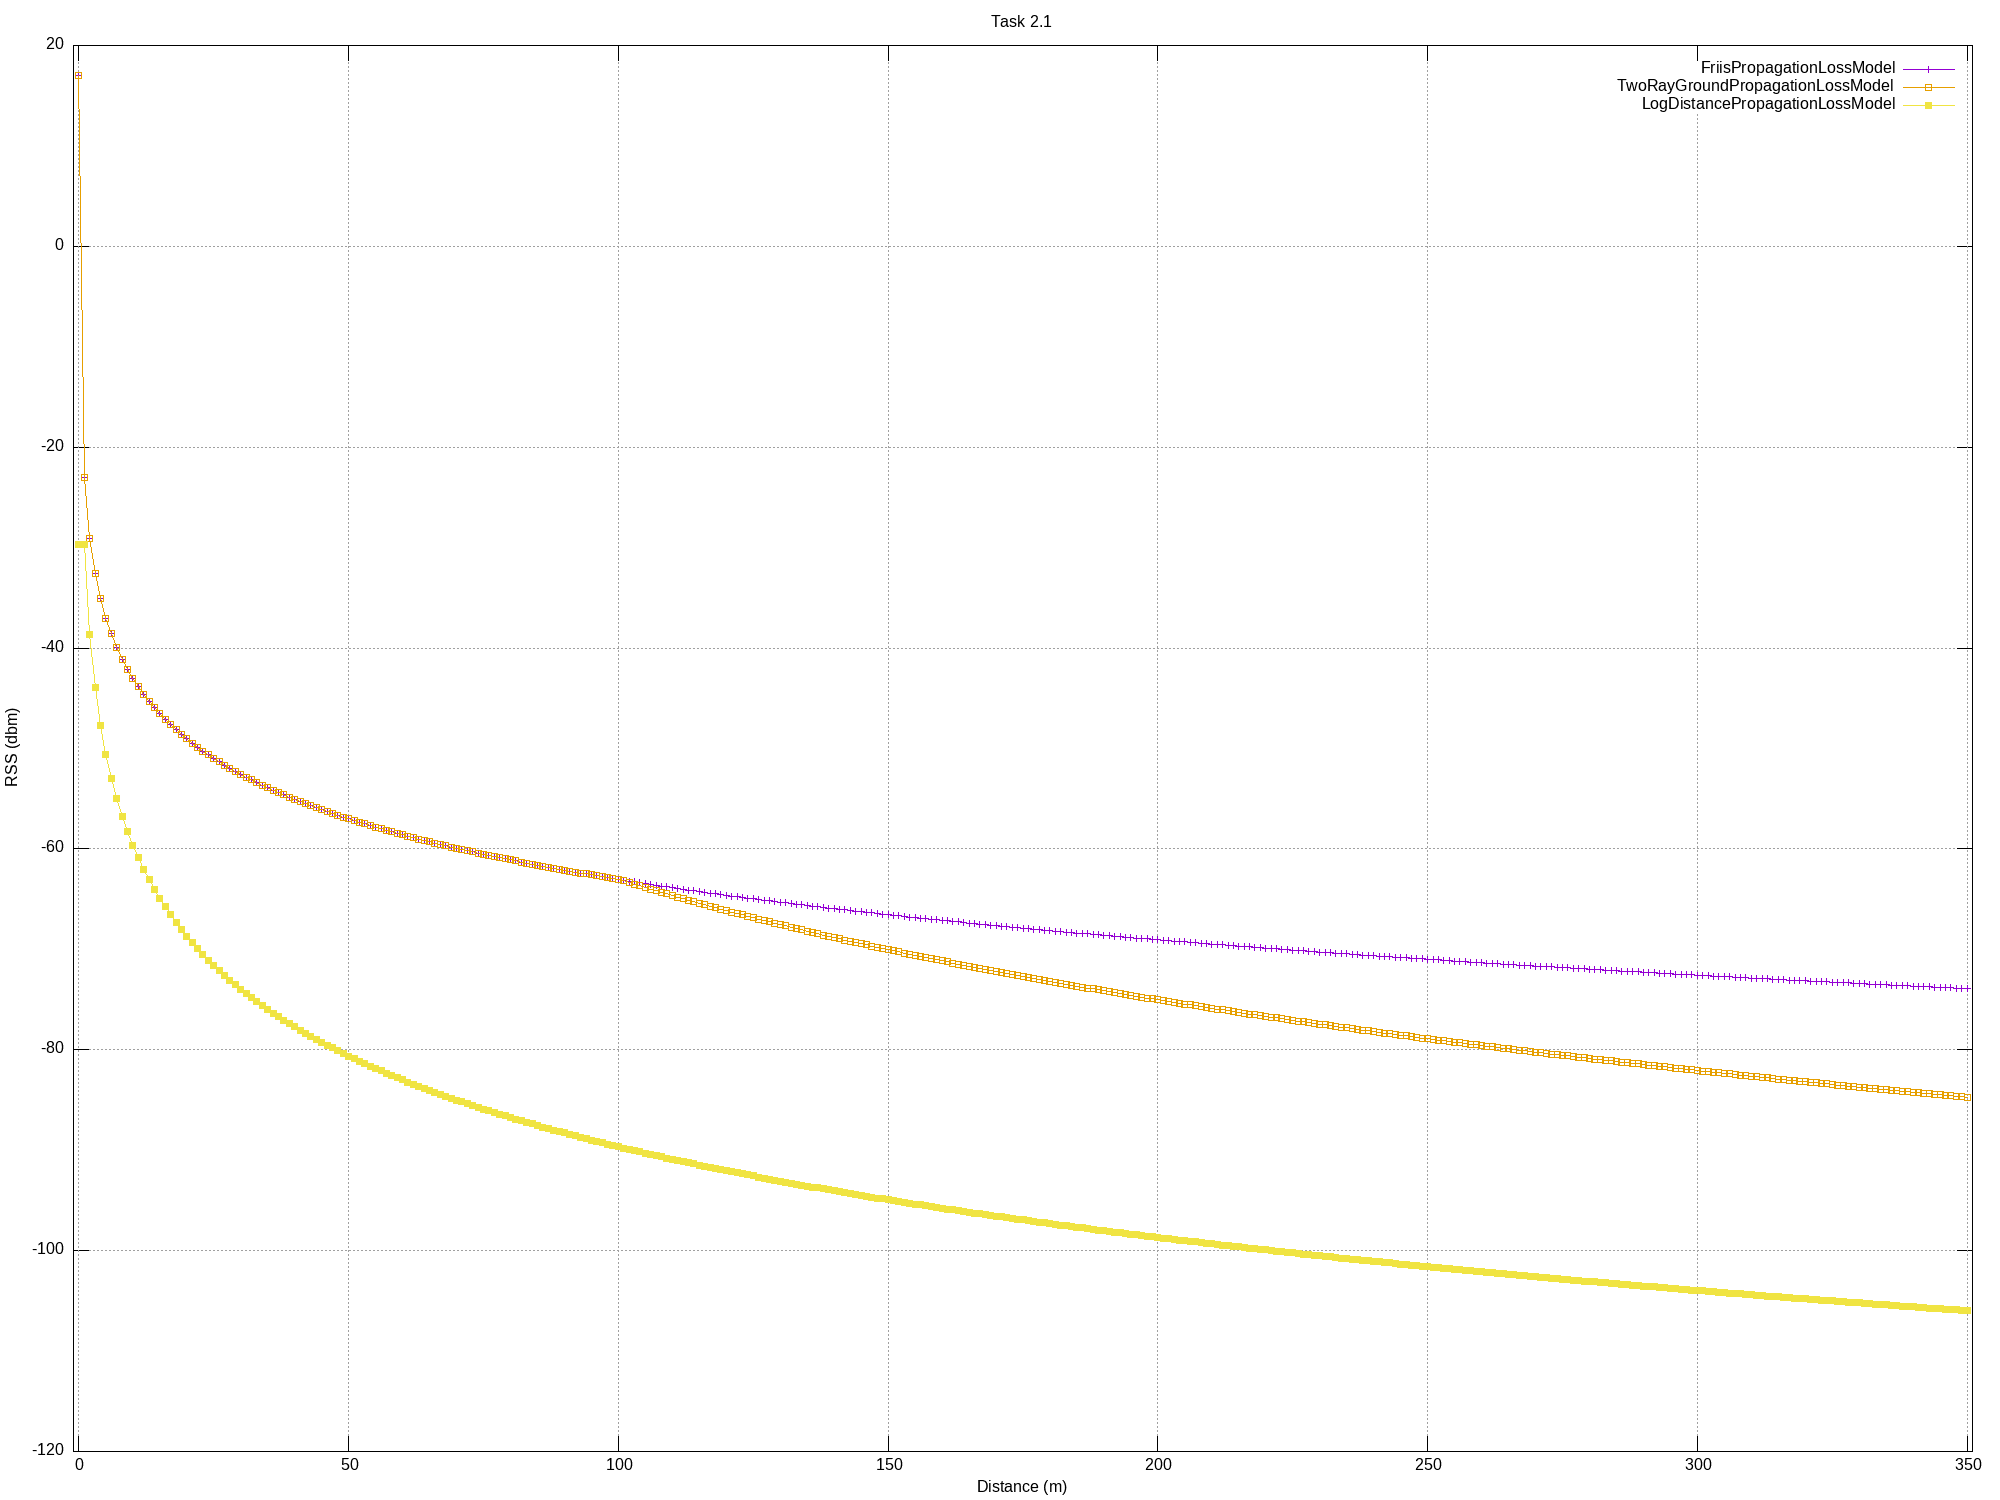 Task 2.1
20
0
-20
-40
-60
-80
-100
-120
RSS (dbm)
FriisPropagationLossModel
TwoRayGroundPropagationLossModel
LogDistancePropagationLossModel
0 50 100 150 200 250 300 350
Distance (m)